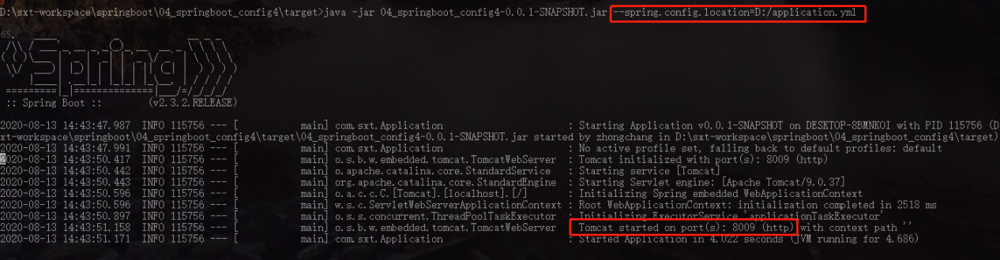 D:\sxt-workspace\springboot\04_springboot_config4\target>java -jar 04_springboot_config4-0.0.1-SNAPSHOT.jar --spring.config.location=D:/application.yml
65.
Spring
:: Spring Boot :: (v2.3.2.RELEASE)
2020-08-13 14:43:47.987 INFO 115756 --- [ main] com.sxt.Application : Starting Application v0.0.1-SNAPSHOT on DESKTOP-8BMNKOI with PID 115756 (D:\s
xt-workspace\springboot\04_springboot_config4\target\04_springboot_config4-0.0.1-SNAPSHOT.jar started by zhongchang in D:\sxt-workspace\springboot\04_springboot_config4\target)
2020-08-13 14:43:47.991 INFO 115756 --- [ main] com.sxt.Application : No active profile set, falling back to default profiles: default
2020-08-13 14:43:50.417 INFO 115756 --- [ main] o.s.b.w.embedded.tomcat.TomcatWebServer : Tomcat initialized with port(s): 8009 (http)
2020-08-13 14:43:50.442 INFO 115756 --- [ main] o.apache.catalina.core.StandardService : Starting service [Tomcat]
2020-08-13 14:43:50.443 INFO 115756 --- [ main] org.apache.catalina.core.StandardEngine : Starting Servlet engine: [Apache Tomcat/9.0.37]
2020-08-13 14:43:50.596 INFO 115756 --- [ main] o.a.c.c.C.[Tomcat].[localhost].[/] : Initializing Spring embedded WebApplicationContext
2020-08-13 14:43:50.596 INFO 115756 --- [ main] w.s.c.ServletWebServerApplicationContext : Root WebApplicationContext: initialization completed in 2518 ms
2020-08-13 14:43:50.897 INFO 115756 --- [ main] o.s.s.concurrent.ThreadPoolTaskExecutor : Initializing ExecutorService 'applicationTaskExecutor'
2020-08-13 14:43:51.158 INFO 115756 --- [ main] o.s.b.w.embedded.tomcat.TomcatWebServer : Tomcat started on port(s): 8009 (http) with context path ''
2020-08-13 14:43:51.171 INFO 115756 --- [ main] com.sxt.Application : Started Application in 4.022 seconds (JVM running for 4.686)